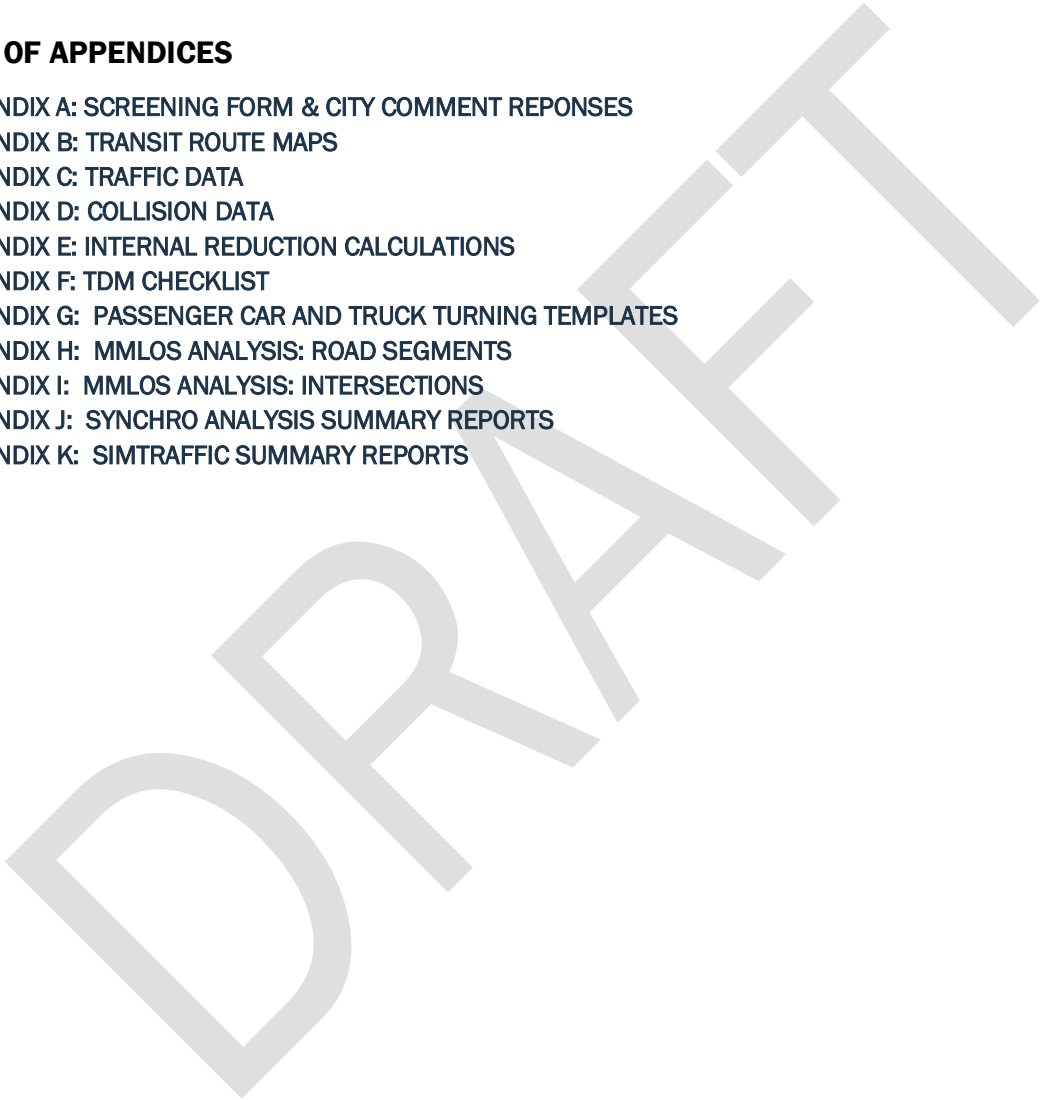 OF APPENDICES
NDIX A: SCREENING FORM & CITY COMMENT REPONSES
NDIX B: TRANSIT ROUTE MAPS
NDIX C: TRAFFIC DATA
NDIX D: COLLISION DATA
NDIX E: INTERNAL REDUCTION CALCULATIONS
NDIX F: TDM CHECKLIST
NDIX G:  PASSENGER CAR AND TRUCK TURNING TEMPLATES
NDIX H:  MMLOS ANALYSIS: ROAD SEGMENTS
NDIX I:  MMLOS ANALYSIS: INTERSECTIONS
NDIX J:  SYNCHRO ANALYSIS SUMMARY REPORTS
NDIX K:  SIMTRAFFIC SUMMARY REPORTS
DRAFT